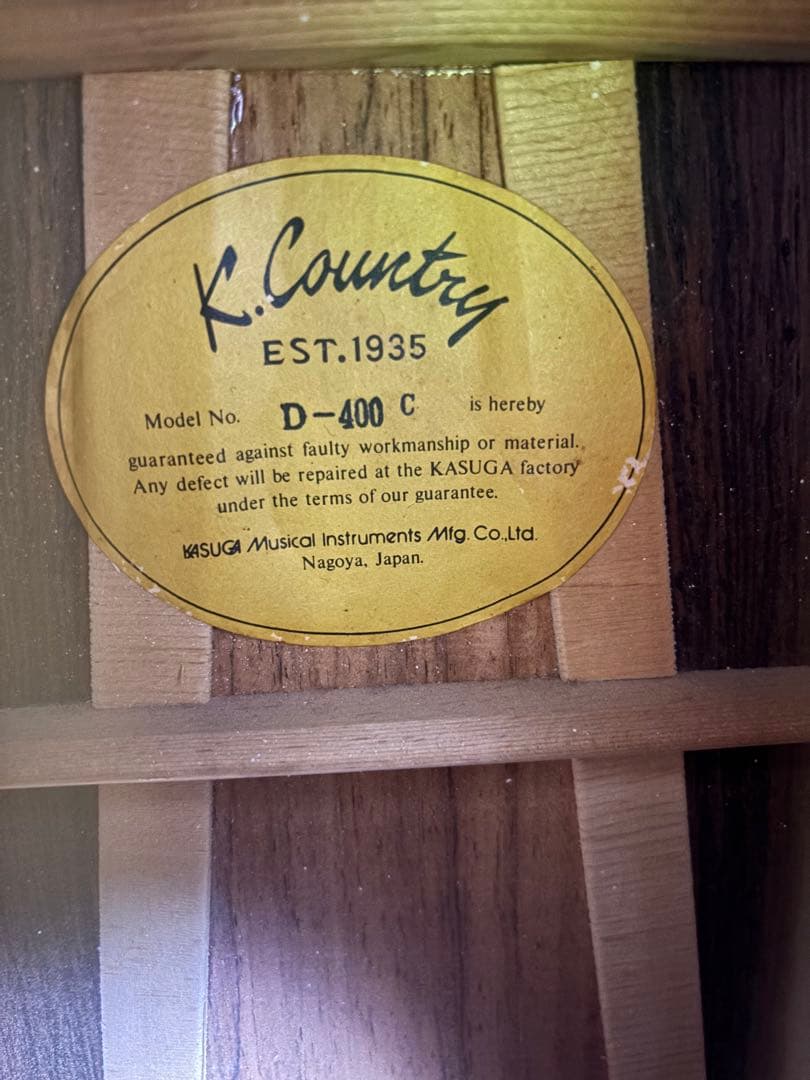 K. Country
EST.1935
Model No. D-400 C is hereby
guaranteed against faulty workmanship or material.
Any defect will be repaired at the KASUGA factory
under the terms of our guarantee.
KASUGA Musical Instruments Mfg. Co.,Ltd.
Nagoya, Japan.